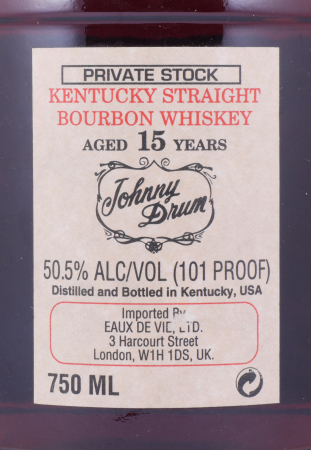 PRIVATE STOCK
KENTUCKY STRAIGHT
BOURBON WHISKEY
AGED 15 YEARS
Johnny
Drum
50.5% ALC/VOL (101 PROOF)
Distilled and Bottled in Kentucky, USA
Imported By
EAUX DE VIE, LTD.
3 Harcourt Street
London, W1H 1DS, UK.
750 ML